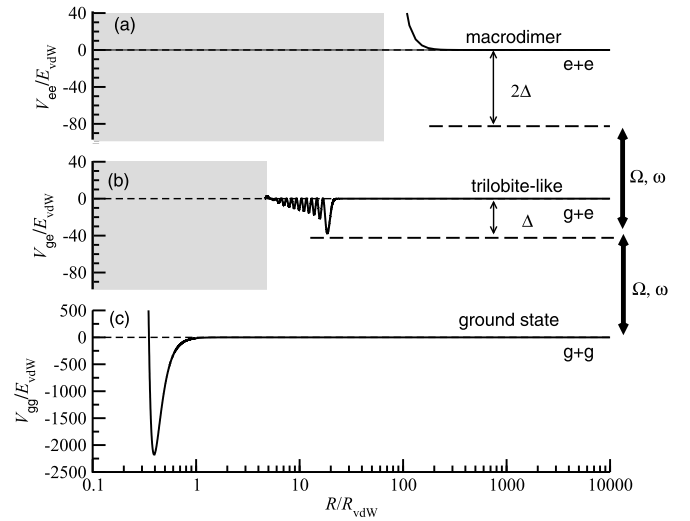 (a)
macrodimer
e+e
2Δ
40
0
-40
-80
V_ee/E_vdW
Ω, ω
(b)
trilobite-like
g+e
Δ
40
0
-40
-80
V_ge/E_vdW
Ω, ω
(c)
ground state
g+g
500
0
-500
-1000
-1500
-2000
-2500
V_gg/E_vdW
0.1 1 10 100 1000 10000
R/R_vdW